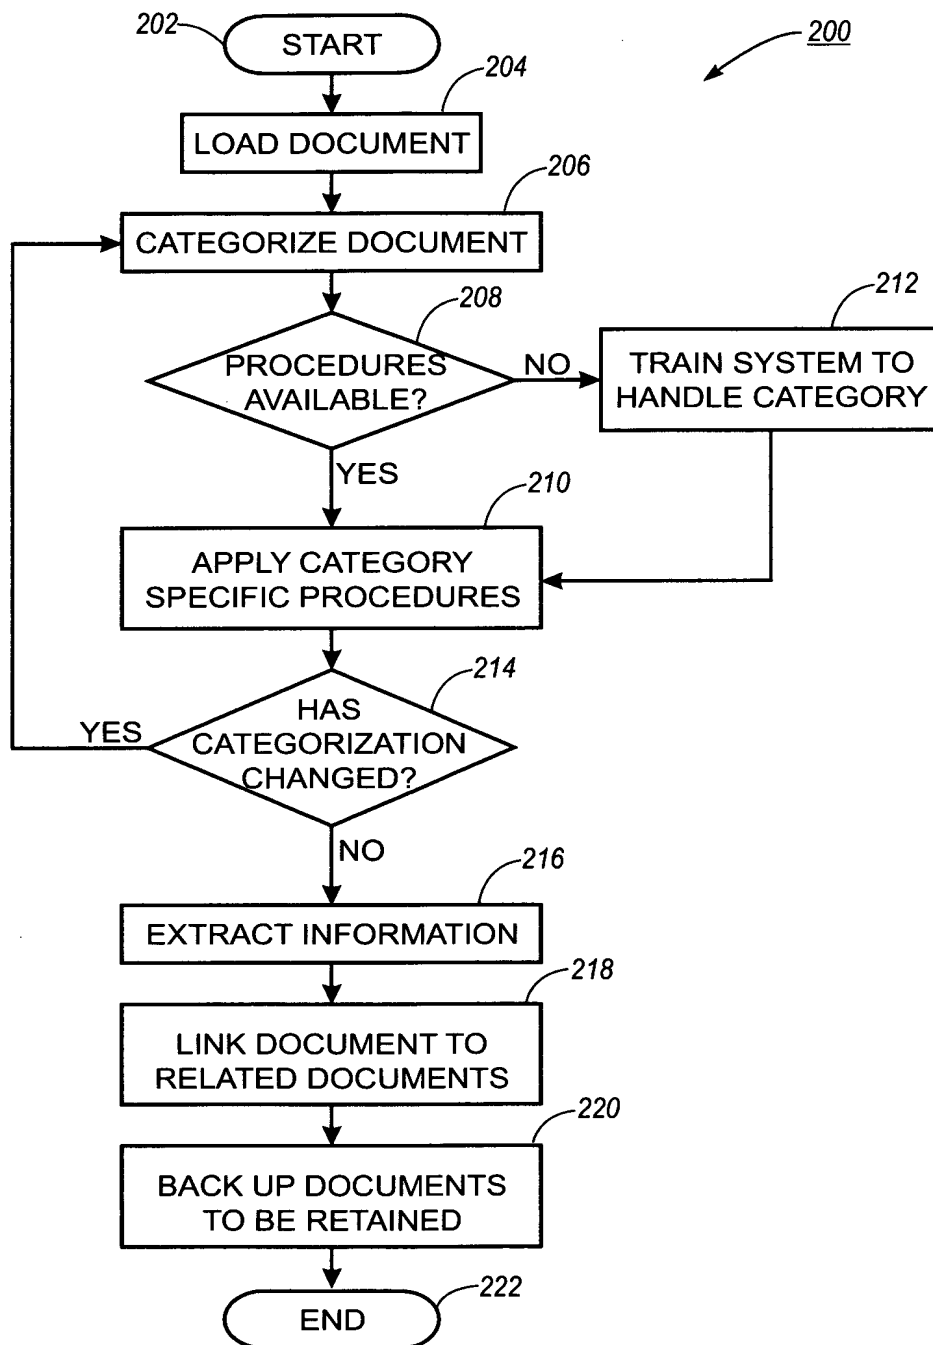 202
START
200
204
LOAD DOCUMENT
206
CATEGORIZE DOCUMENT
208
PROCEDURES
AVAILABLE?
NO
212
TRAIN SYSTEM TO
HANDLE CATEGORY
YES
210
APPLY CATEGORY
SPECIFIC PROCEDURES
214
HAS
CATEGORIZATION
CHANGED?
YES
NO
216
EXTRACT INFORMATION
218
LINK DOCUMENT TO
RELATED DOCUMENTS
220
BACK UP DOCUMENTS
TO BE RETAINED
END
222